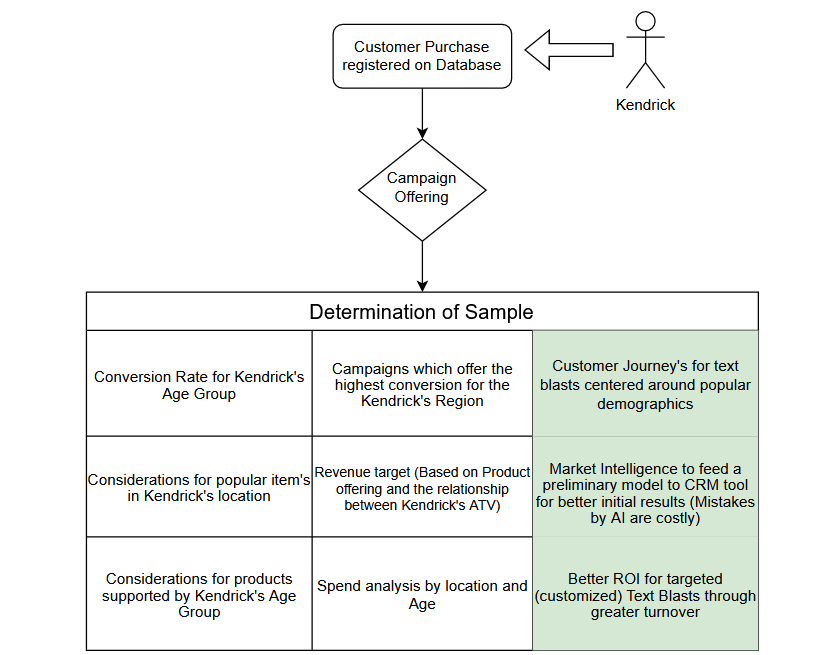 Customer Purchase
registered on Database
Kendrick
Campaign
Offering
Determination of Sample
Conversion Rate for Kendrick's
Age Group
Campaigns which offer the
highest conversion for the
Kendrick's Region
Customer Journey's for text
blasts centered around popular
demographics
Considerations for popular item's
in Kendrick's location
Revenue target (Based on Product
offering and the relationship
between Kendrick's ATV)
Market Intelligence to feed a
preliminary model to CRM tool
for better initial results (Mistakes
by AI are costly)
Considerations for products
supported by Kendrick's Age
Group
Spend analysis by location and
Age
Better ROI for targeted
(customized) Text Blasts through
greater turnover